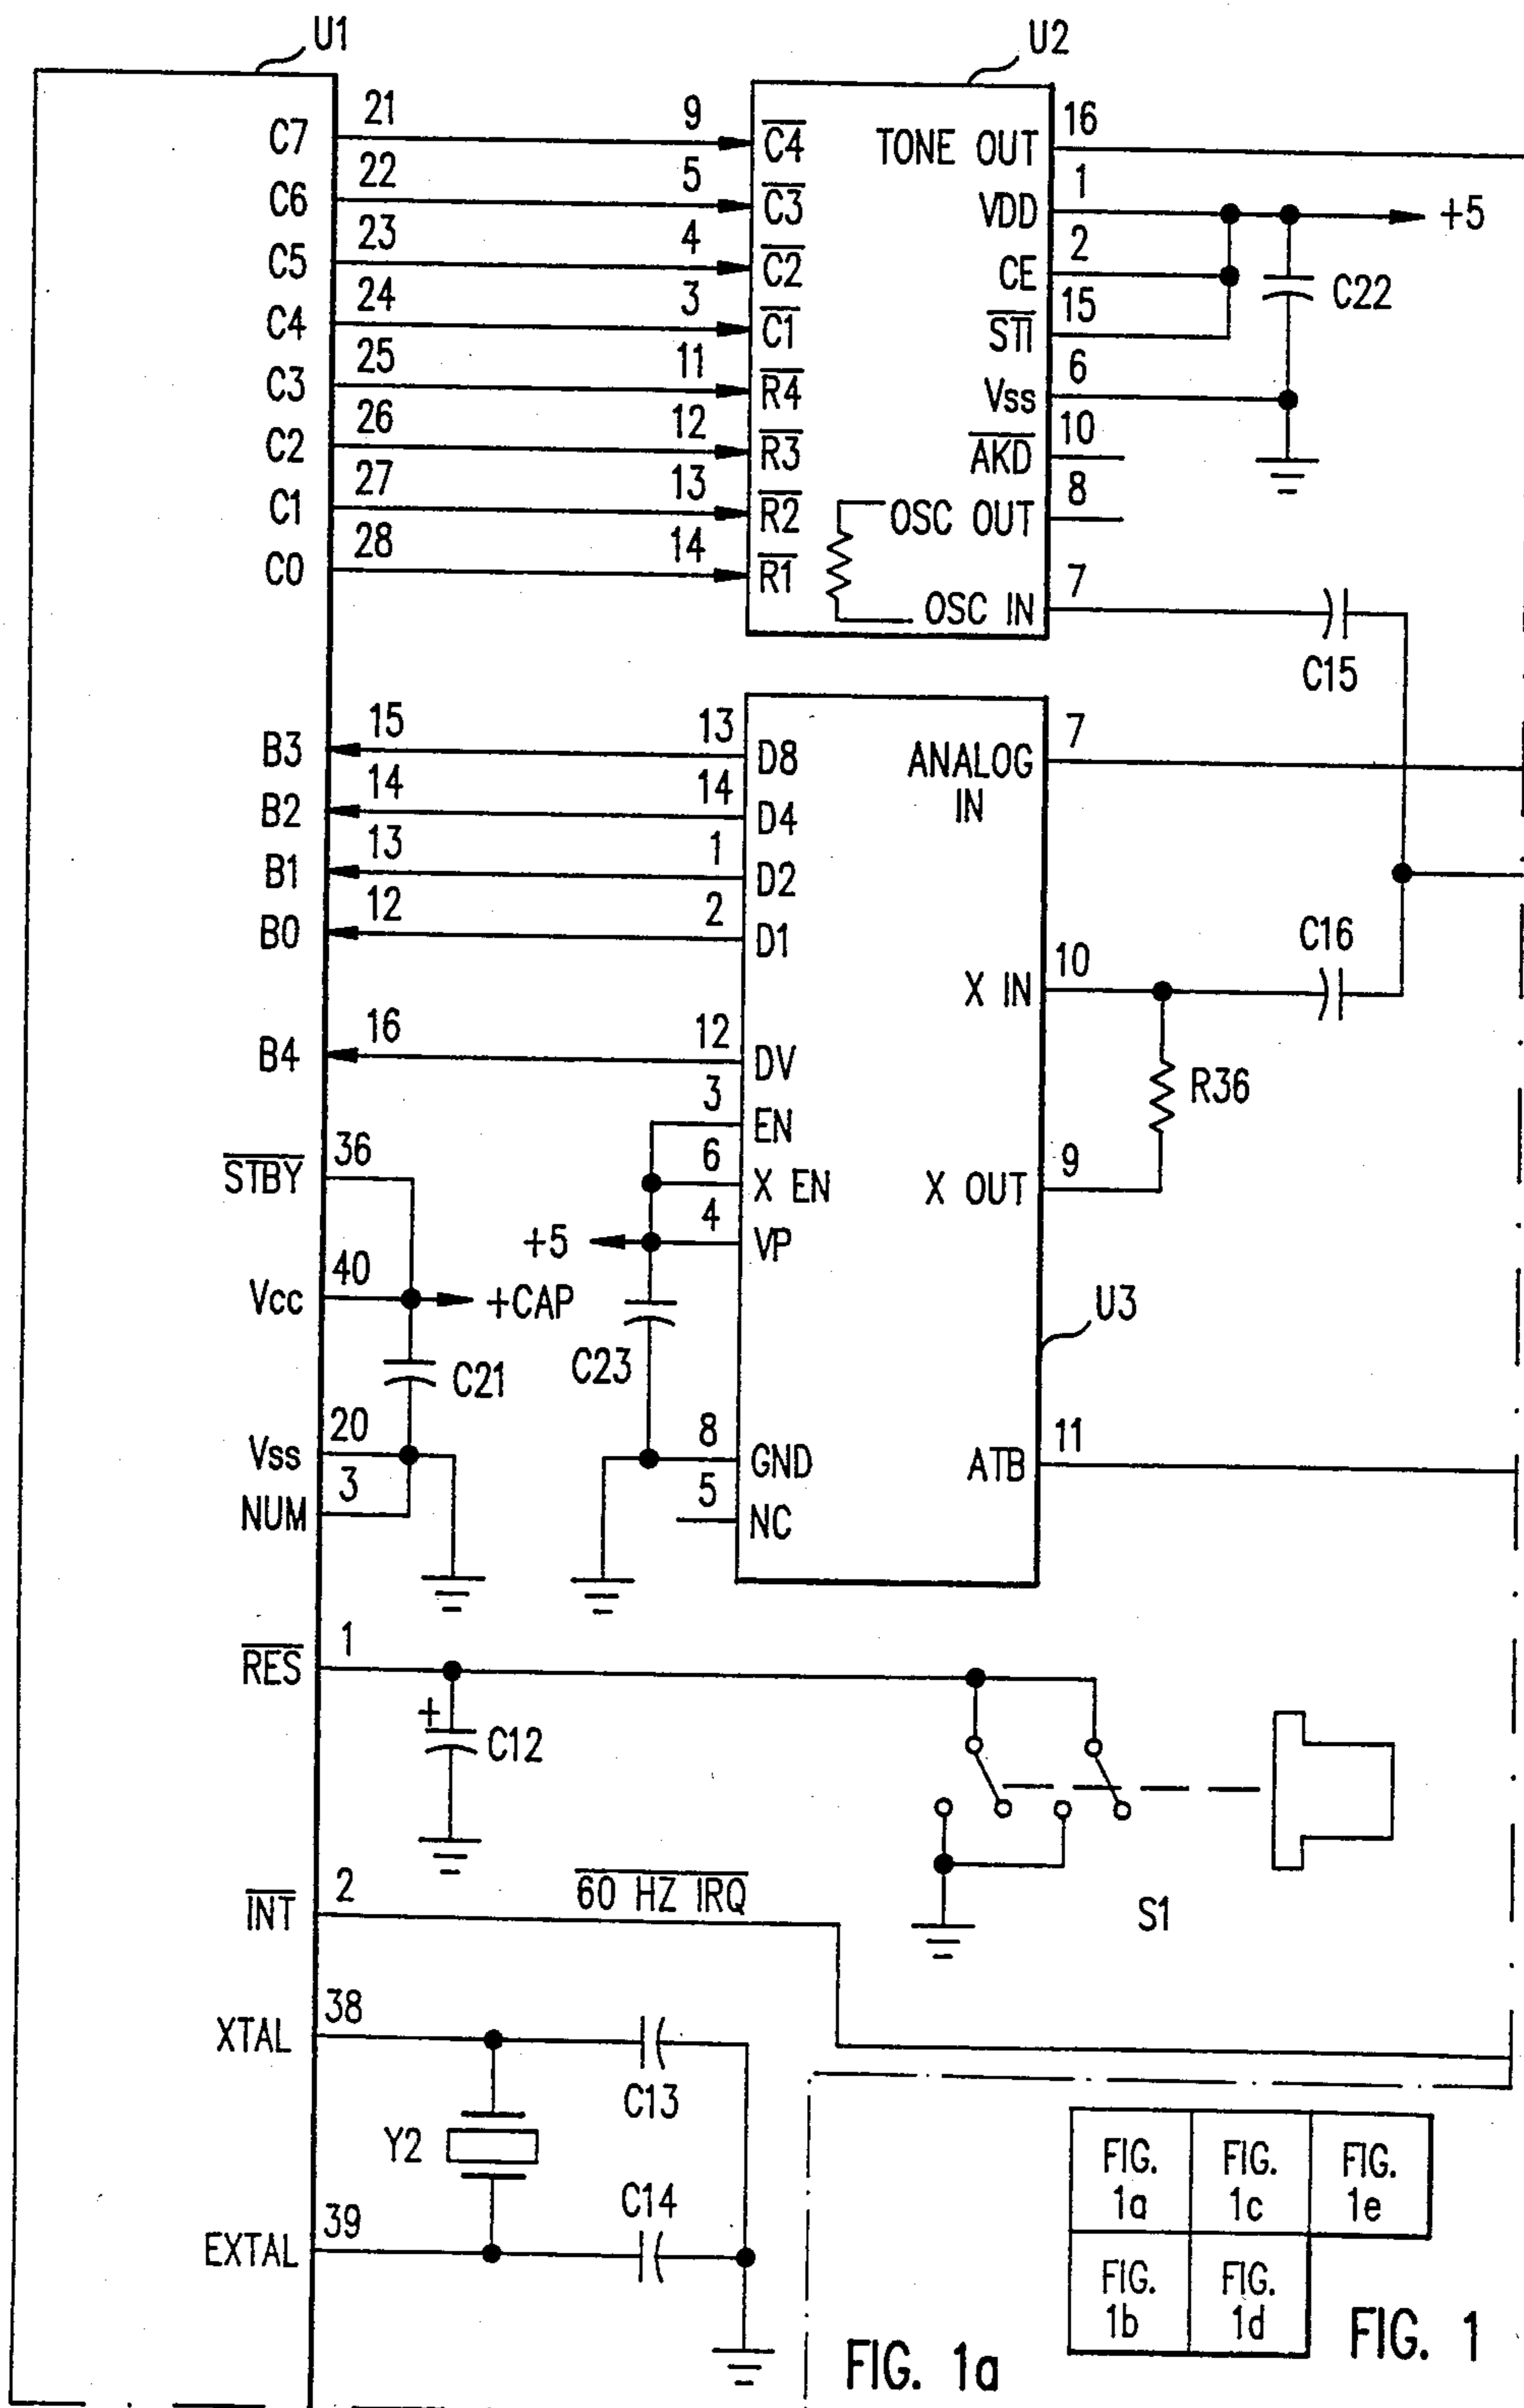 U1
U2
C7 21 9 C4 TONE OUT 16
C6 22 5 C3 VDD 1 +5
C5 23 4 C2 CE 2 C22
C4 24 3 C1 STI 15
C3 25 11 R4 Vss 6
C2 26 12 R3 AKD 10
C1 27 13 R2 OSC OUT 8
C0 28 14 R1 OSC IN 7
C15
B3 15 13 D8 ANALOG IN 7
B2 14 14 D4
B1 13 1 D2
B0 12 2 D1
C16
X IN 10
B4 16 12 DV
R36
3 EN
STBY 36 6 X EN X OUT 9
+5 4 VP
Vcc 40 +CAP
U3
C21 C23
Vss 20 8 GND ATB 11
NUM 3 5 NC
RES 1
+ C12
S1
INT 2 60 HZ IRQ
XTAL 38
C13
Y2
C14
EXTAL 39
FIG. 1a FIG. 1c FIG. 1e
FIG. 1b FIG. 1d
FIG. 1
FIG. 1a